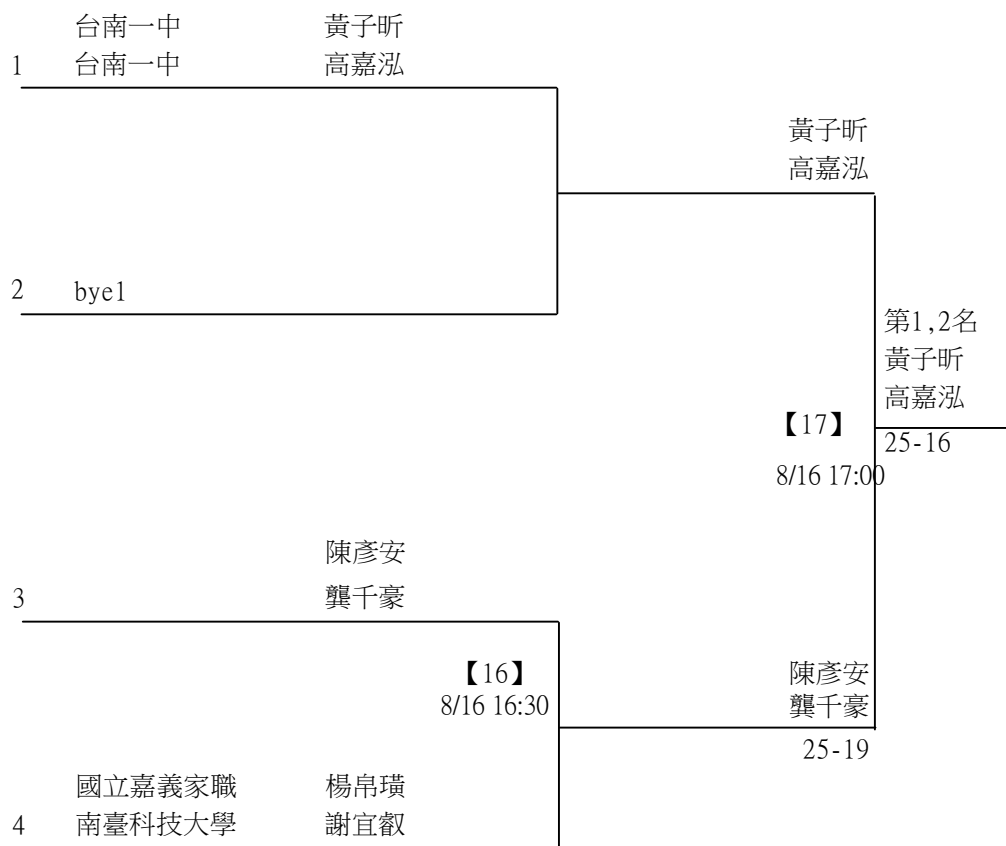 台南一中 黃子昕
1 台南一中 高嘉泓
黃子昕
高嘉泓
2 bye1
第1,2名
黃子昕
高嘉泓
【17】
25-16
8/16 17:00
陳彥安
3 龔千豪
【16】
8/16 16:30
陳彥安
龔千豪
25-19
國立嘉義家職 楊帛璜
4 南臺科技大學 謝宜叡